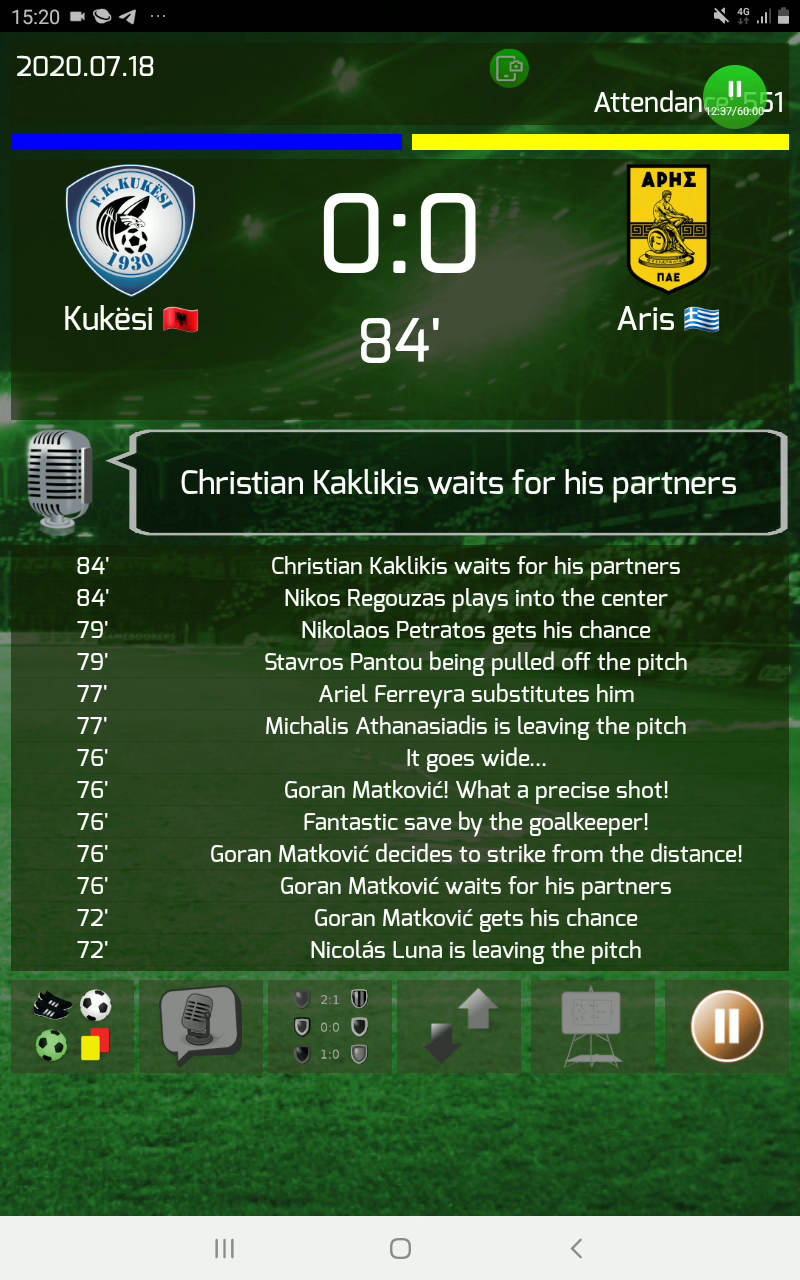 15:20
4G
2020.07.18
Attendance: 551
12:37/60:00
F.K.KUKËSI
1930
ΑΡΗΣ
ΠΑΕ
0:0
Kukësi
Aris
84'
Christian Kaklikis waits for his partners
84' Christian Kaklikis waits for his partners
84' Nikos Regouzas plays into the center
79' Nikolaos Petratos gets his chance
79' Stavros Pantou being pulled off the pitch
77' Ariel Ferreyra substitutes him
77' Michalis Athanasiadis is leaving the pitch
76' It goes wide...
76' Goran Matković! What a precise shot!
76' Fantastic save by the goalkeeper!
76' Goran Matković decides to strike from the distance!
76' Goran Matković waits for his partners
72' Goran Matković gets his chance
72' Nicolás Luna is leaving the pitch
2:1
0:0
1:0